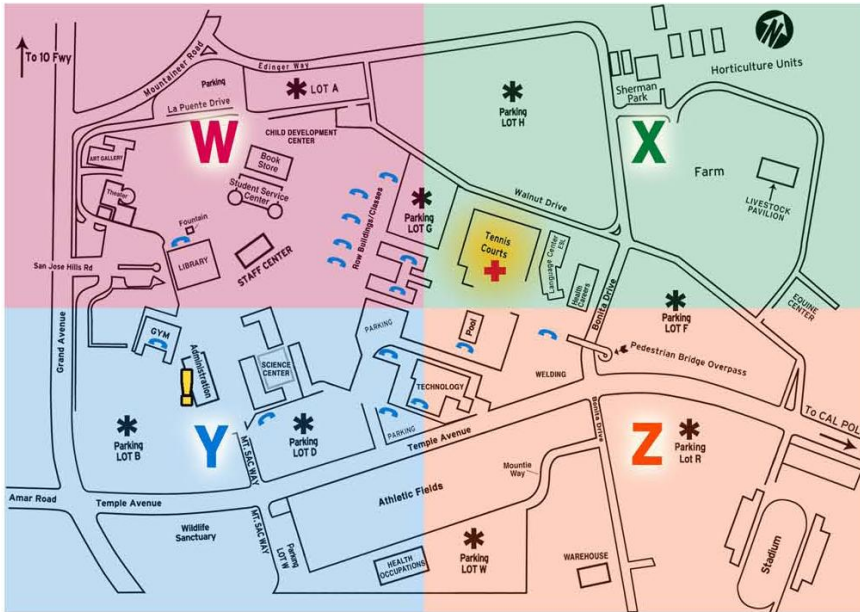 To 10 Fwy
Mountaineer Road
Edinger Way
Parking
LOT A
La Puente Drive
W
CHILD DEVELOPMENT
CENTER
ART GALLERY
Theater
Book
Store
Student Service
Center
Fountain
LIBRARY
STAFF CENTER
Row Buildings/Classes
San Jose Hills Rd
Grand Avenue
Parking
LOT G
Parking
LOT H
N
Horticulture Units
Sherman
Park
X
Farm
LIVESTOCK
PAVILION
Walnut Drive
Tennis
Courts
Language Center
ESL
Health
Careers
Bonita Drive
EQUINE
CENTER
Parking
LOT F
GYM
Administration
SCIENCE
CENTER
PARKING
Parking
LOT B
Y
MT. SAC WAY
Parking
LOT D
PARKING
Amar Road
Temple Avenue
Wildlife
Sanctuary
MT. SAC WAY
Parking
LOT W
HEALTH
OCCUPATIONS
Pool
TECHNOLOGY
WELDING
Pedestrian Bridge Overpass
Temple Avenue
Bonita Drive
Z
Parking
Lot R
To CAL POL
Mountie
Way
Athletic Fields
Parking
LOT W
WAREHOUSE
Stadium